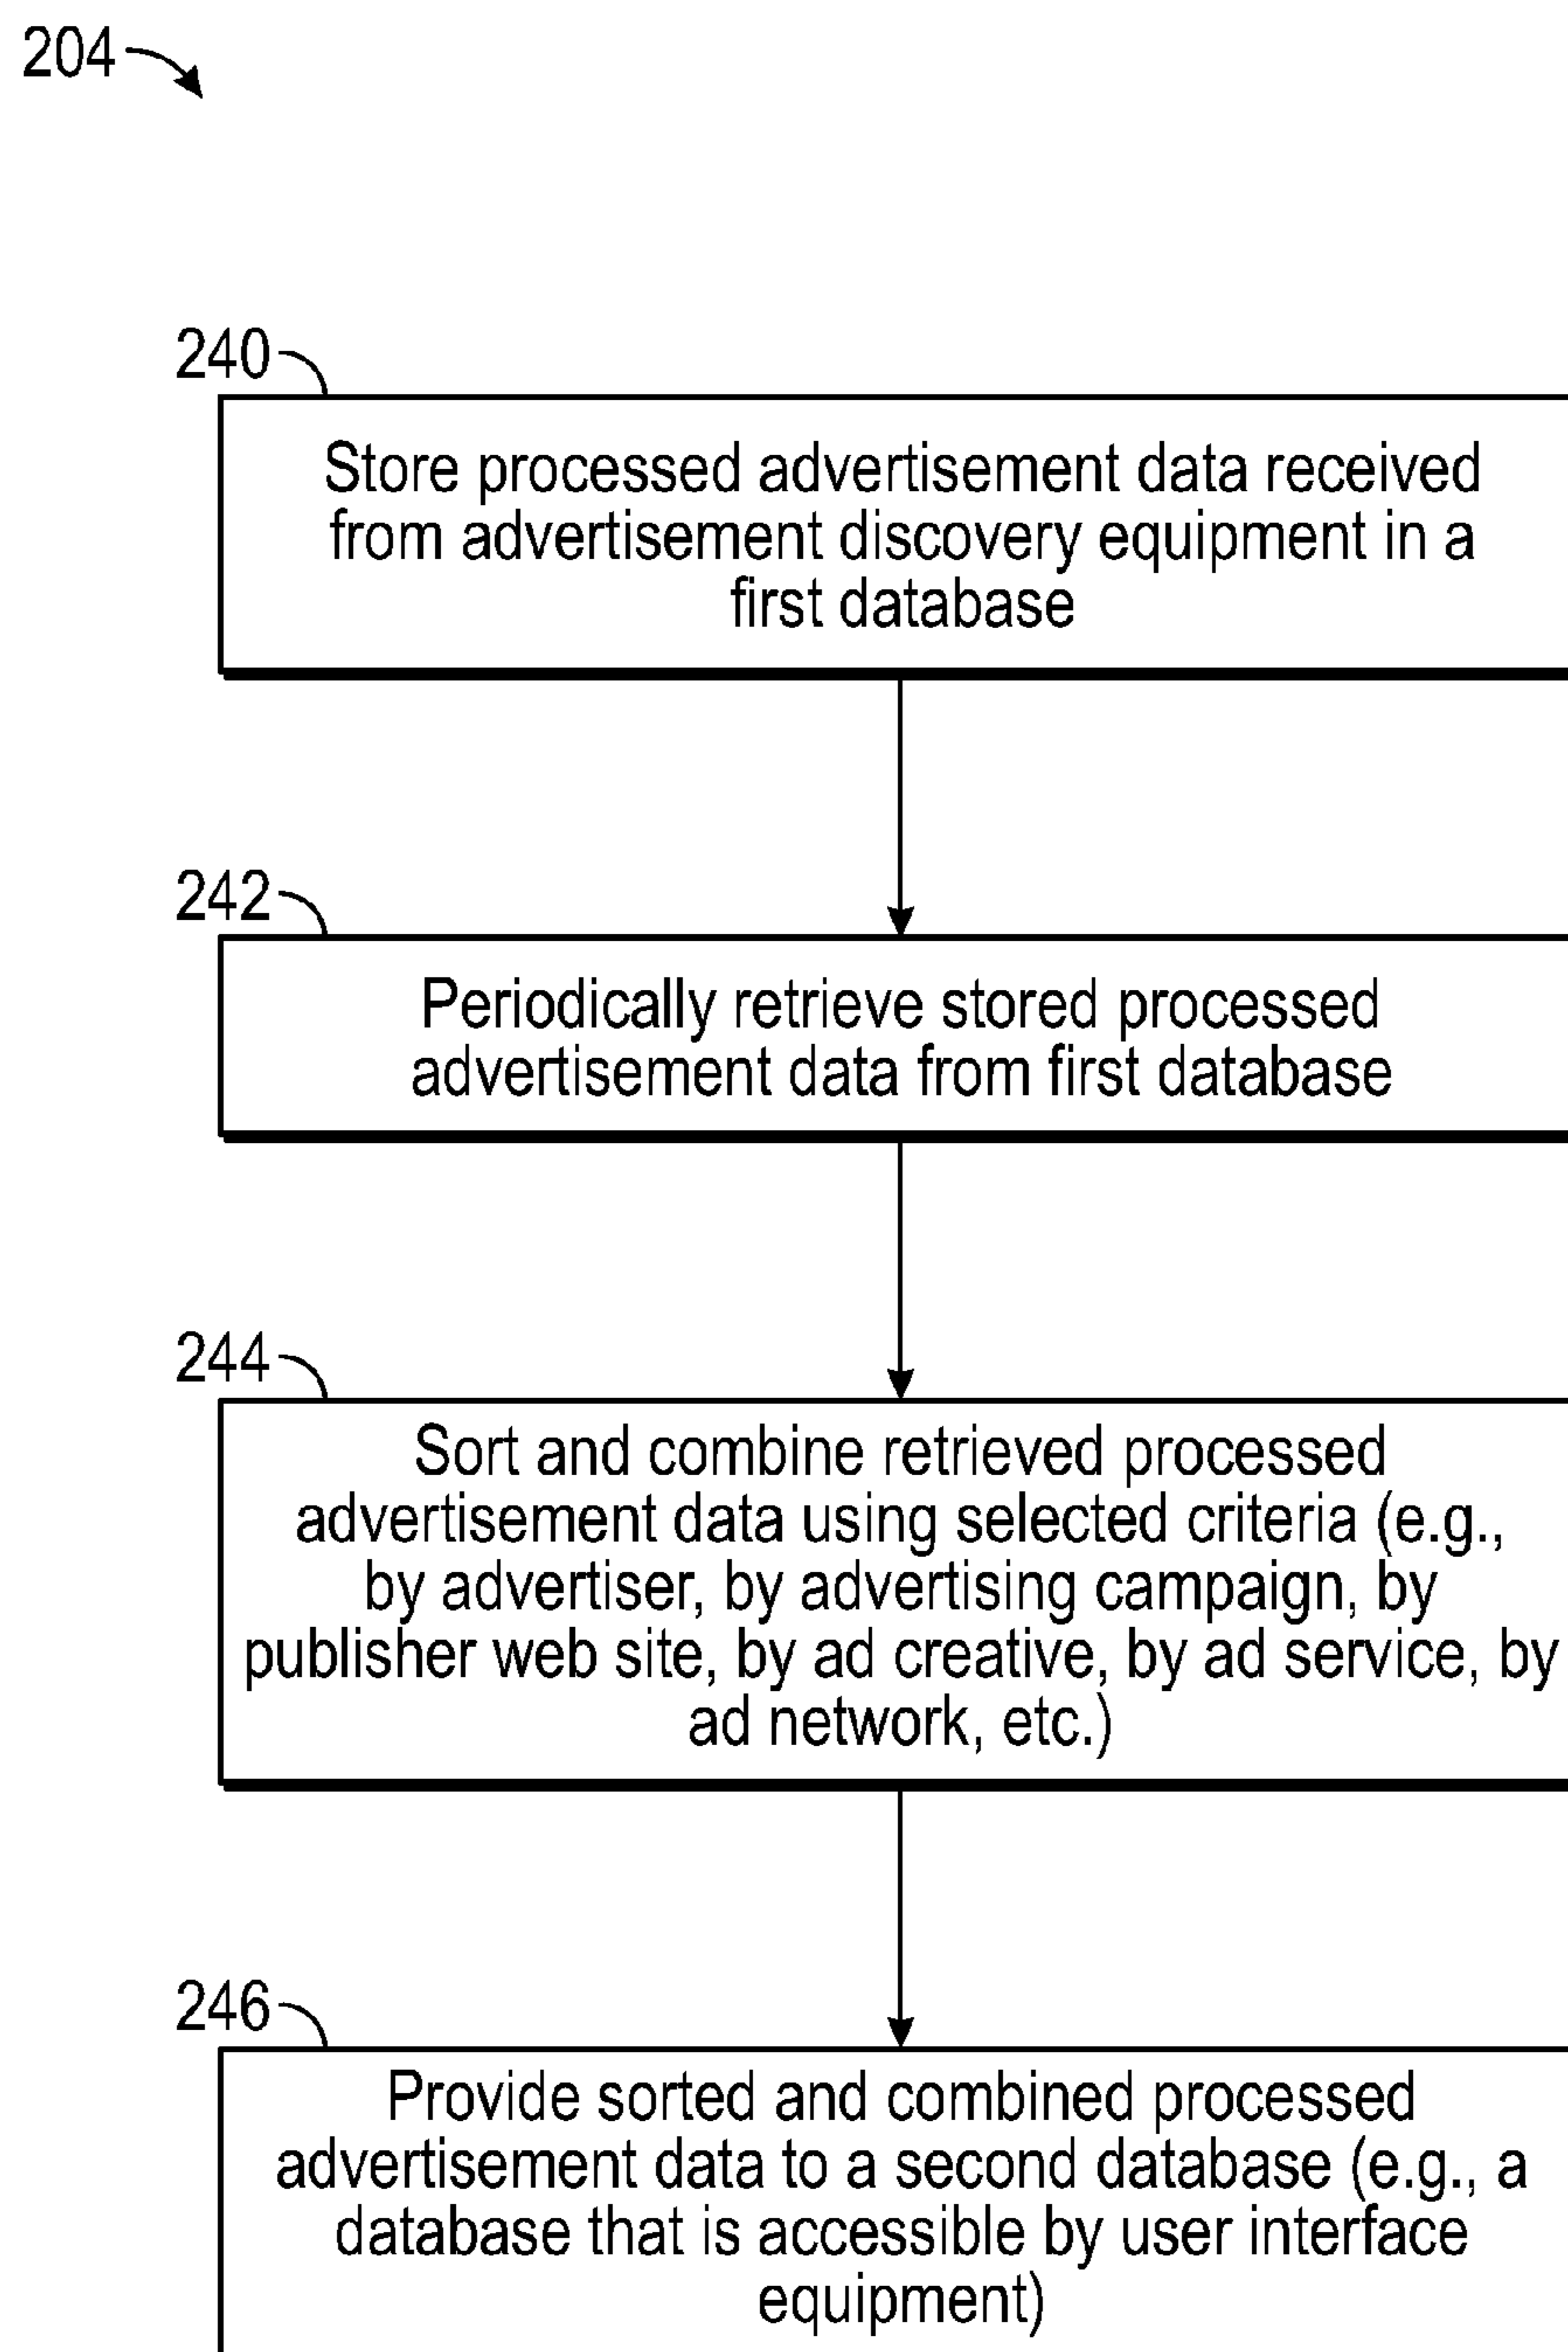 204
240
Store processed advertisement data received
from advertisement discovery equipment in a
first database
242
Periodically retrieve stored processed
advertisement data from first database
244
Sort and combine retrieved processed
advertisement data using selected criteria (e.g.,
by advertiser, by advertising campaign, by
publisher web site, by ad creative, by ad service, by
ad network, etc.)
246
Provide sorted and combined processed
advertisement data to a second database (e.g., a
database that is accessible by user interface
equipment)